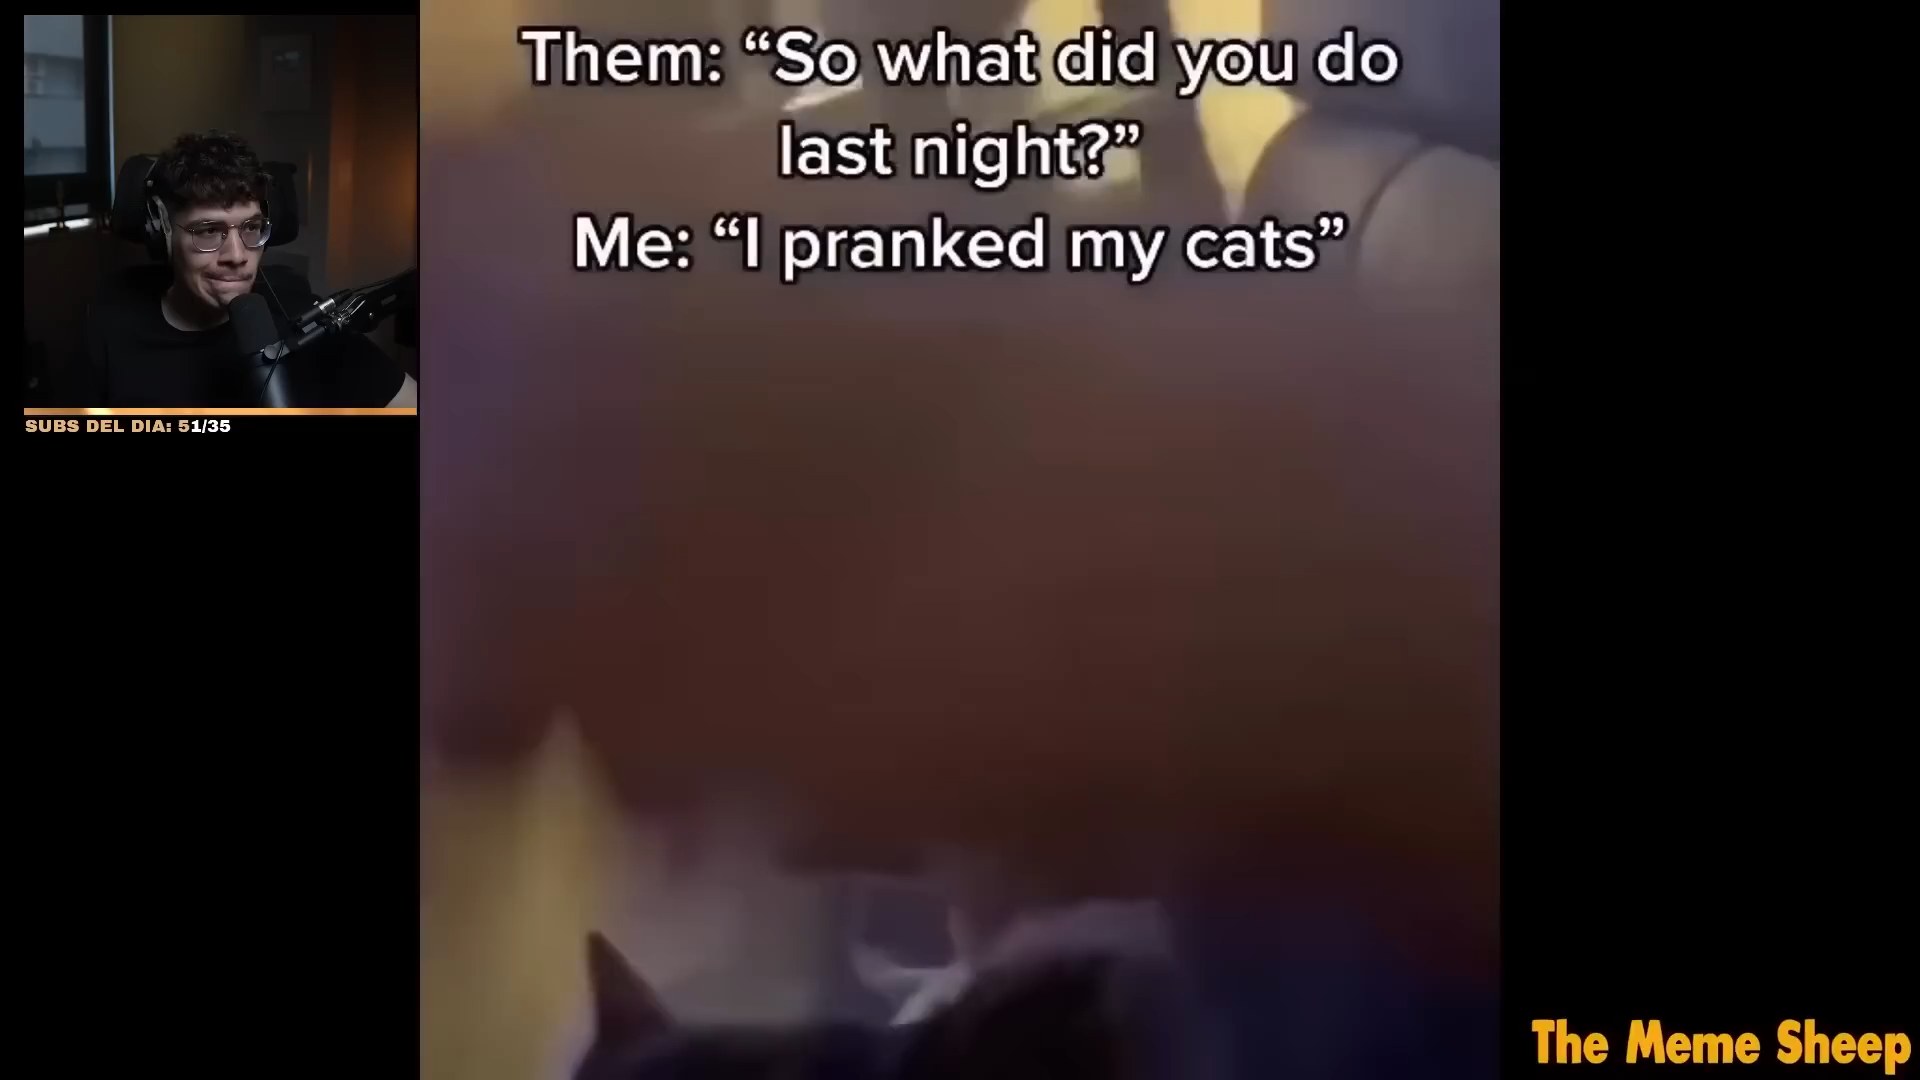 Them: “So what did you do
last night?”
Me: “I pranked my cats”
SUBS DEL DIA: 51/35
The Meme Sheep